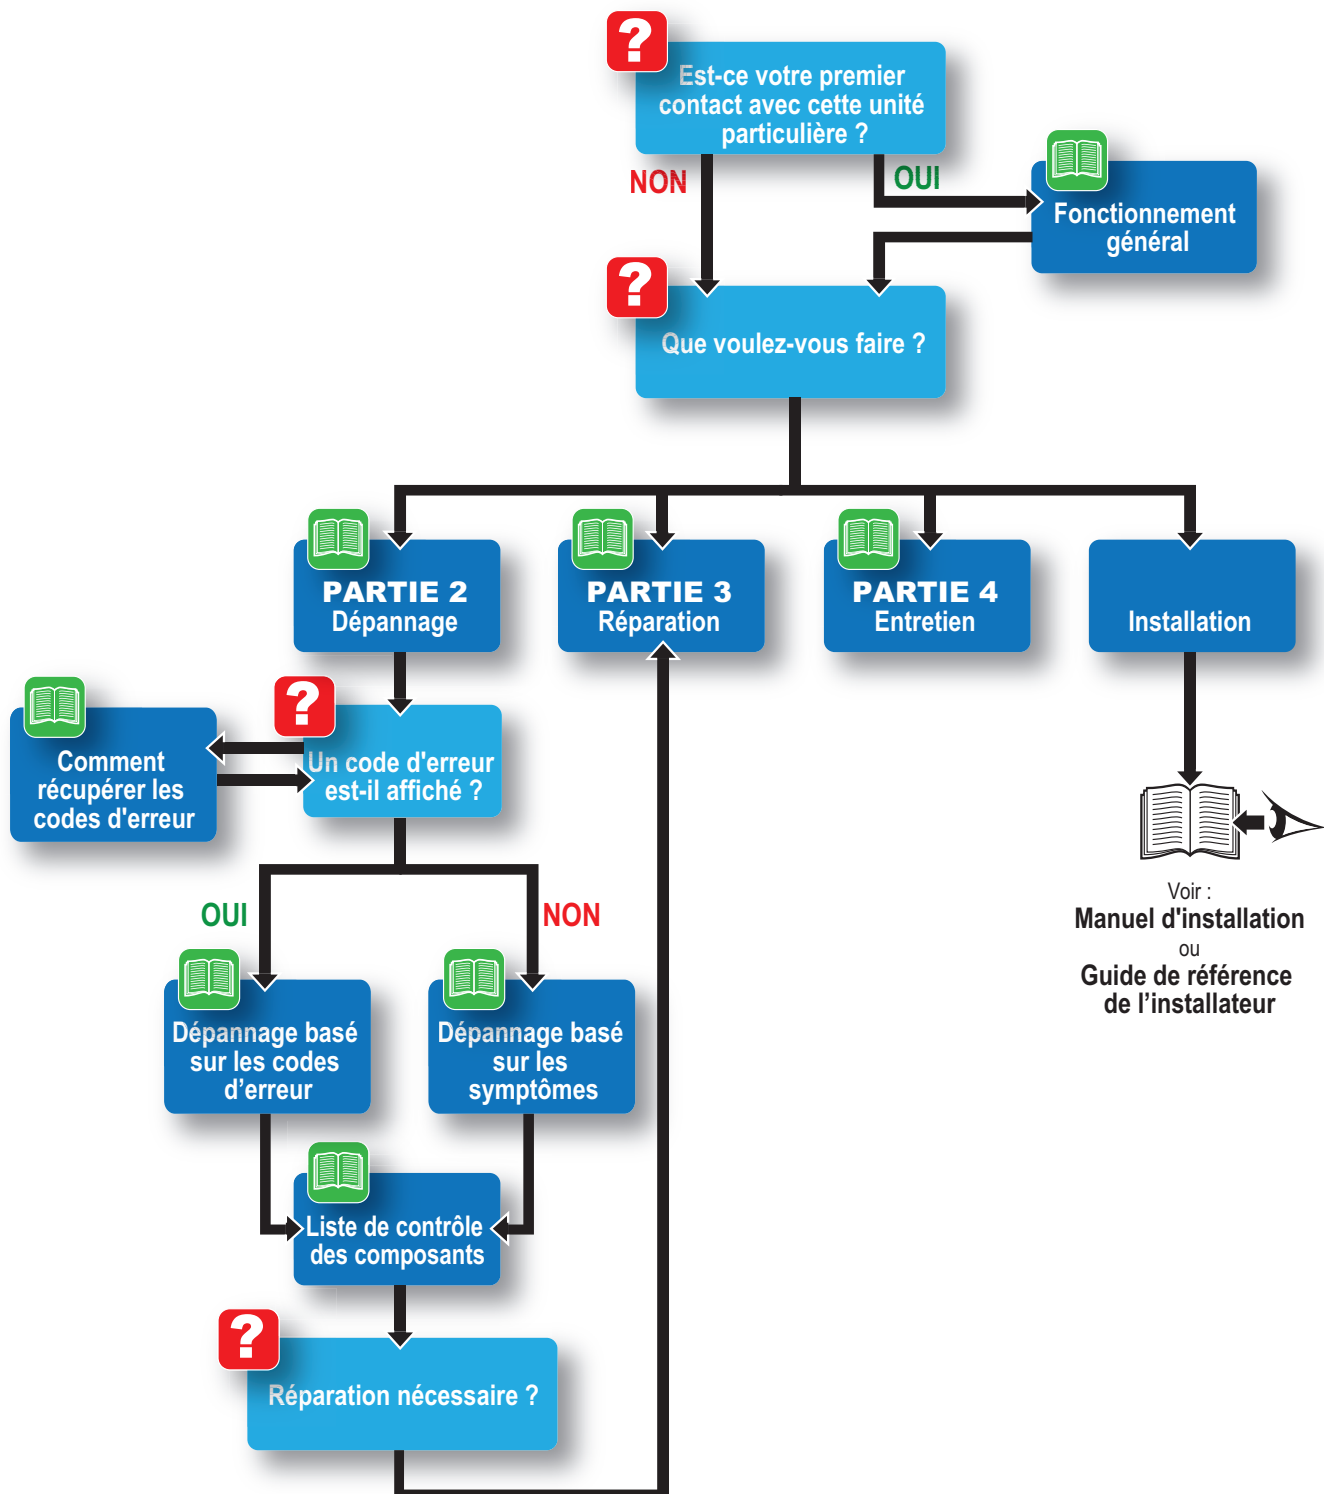 ?
Est-ce votre premier
contact avec cette unité
particulière ?
NON
OUI
Fonctionnement
général
?
Que voulez-vous faire ?
PARTIE 2
Dépannage
PARTIE 3
Réparation
PARTIE 4
Entretien
Installation
Comment
récupérer les
codes d'erreur
?
Un code d'erreur
est-il affiché ?
OUI
NON
Voir :
Manuel d'installation
ou
Guide de référence
de l’installateur
Dépannage basé
sur les codes
d’erreur
Dépannage basé
sur les
symptômes
Liste de contrôle
des composants
?
Réparation nécessaire ?